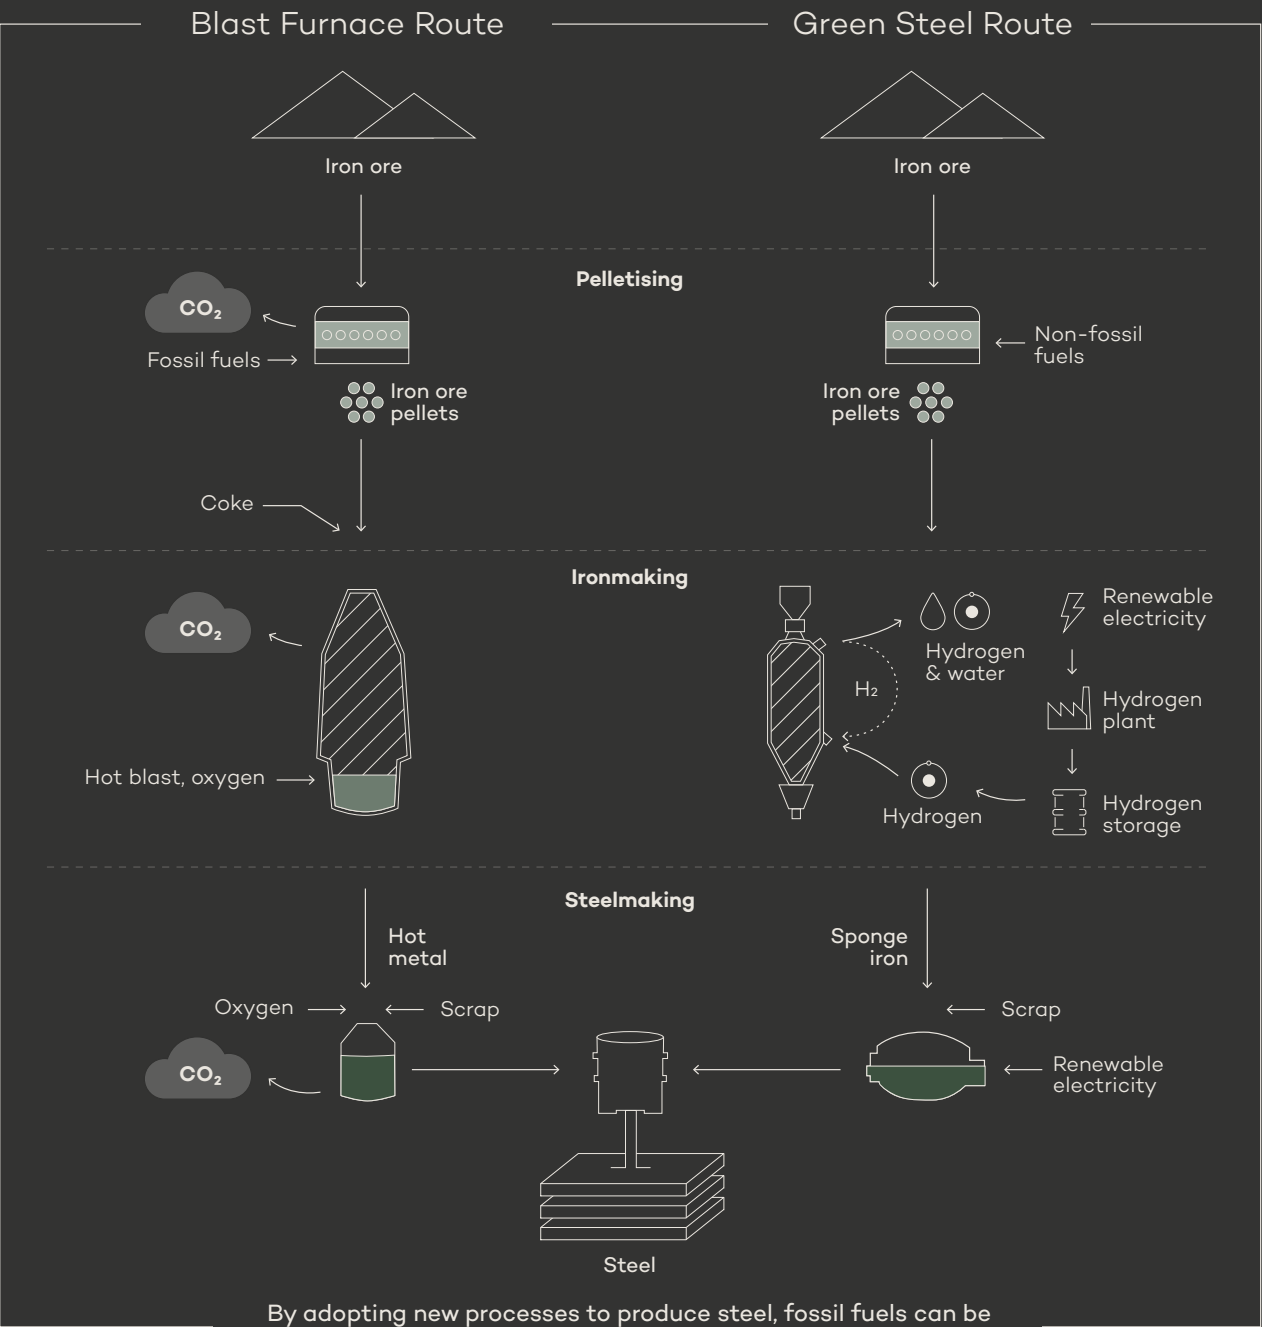 Blast Furnace Route
Green Steel Route
Iron ore
Iron ore
Pelletising
CO₂
Fossil fuels
Non-fossil
fuels
Iron ore
pellets
Iron ore
pellets
Coke
Ironmaking
CO₂
Hot blast, oxygen
H₂
Hydrogen
& water
Renewable
electricity
Hydrogen
plant
Hydrogen
storage
Hydrogen
Steelmaking
Hot
metal
Sponge
iron
Oxygen
Scrap
Scrap
CO₂
Renewable
electricity
Steel
By adopting new processes to produce steel, fossil fuels can be